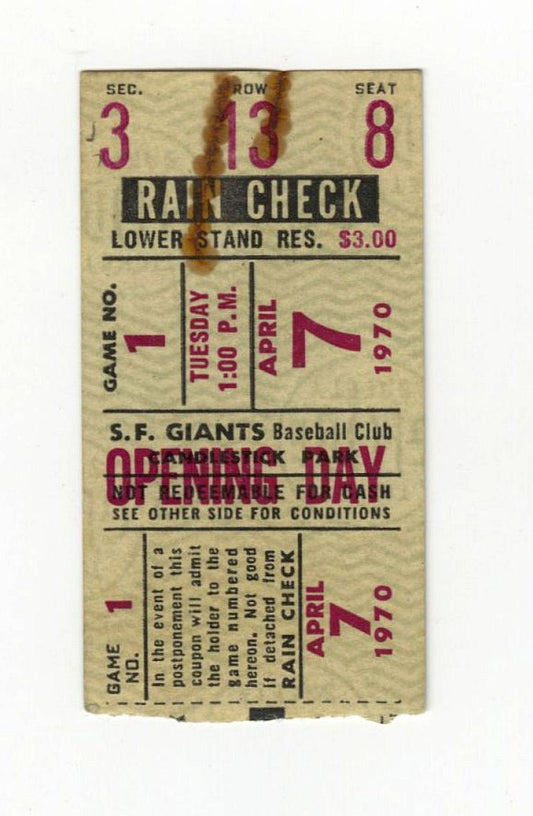 SEC. ROW SEAT
3 13 8
RAIN CHECK
LOWER STAND RES. $3.00
GAME NO.
1
TUESDAY
1:00 P.M.
APRIL
7
1970
S.F. GIANTS Baseball Club
CANDLESTICK PARK
OPENING DAY
NOT REDEEMABLE FOR CASH
SEE OTHER SIDE FOR CONDITIONS
GAME
NO. 1
In the event of a
postponement this
coupon will admit
the holder to the
game numbered
hereon. Not good
if detached from
RAIN CHECK
APRIL
7
1970